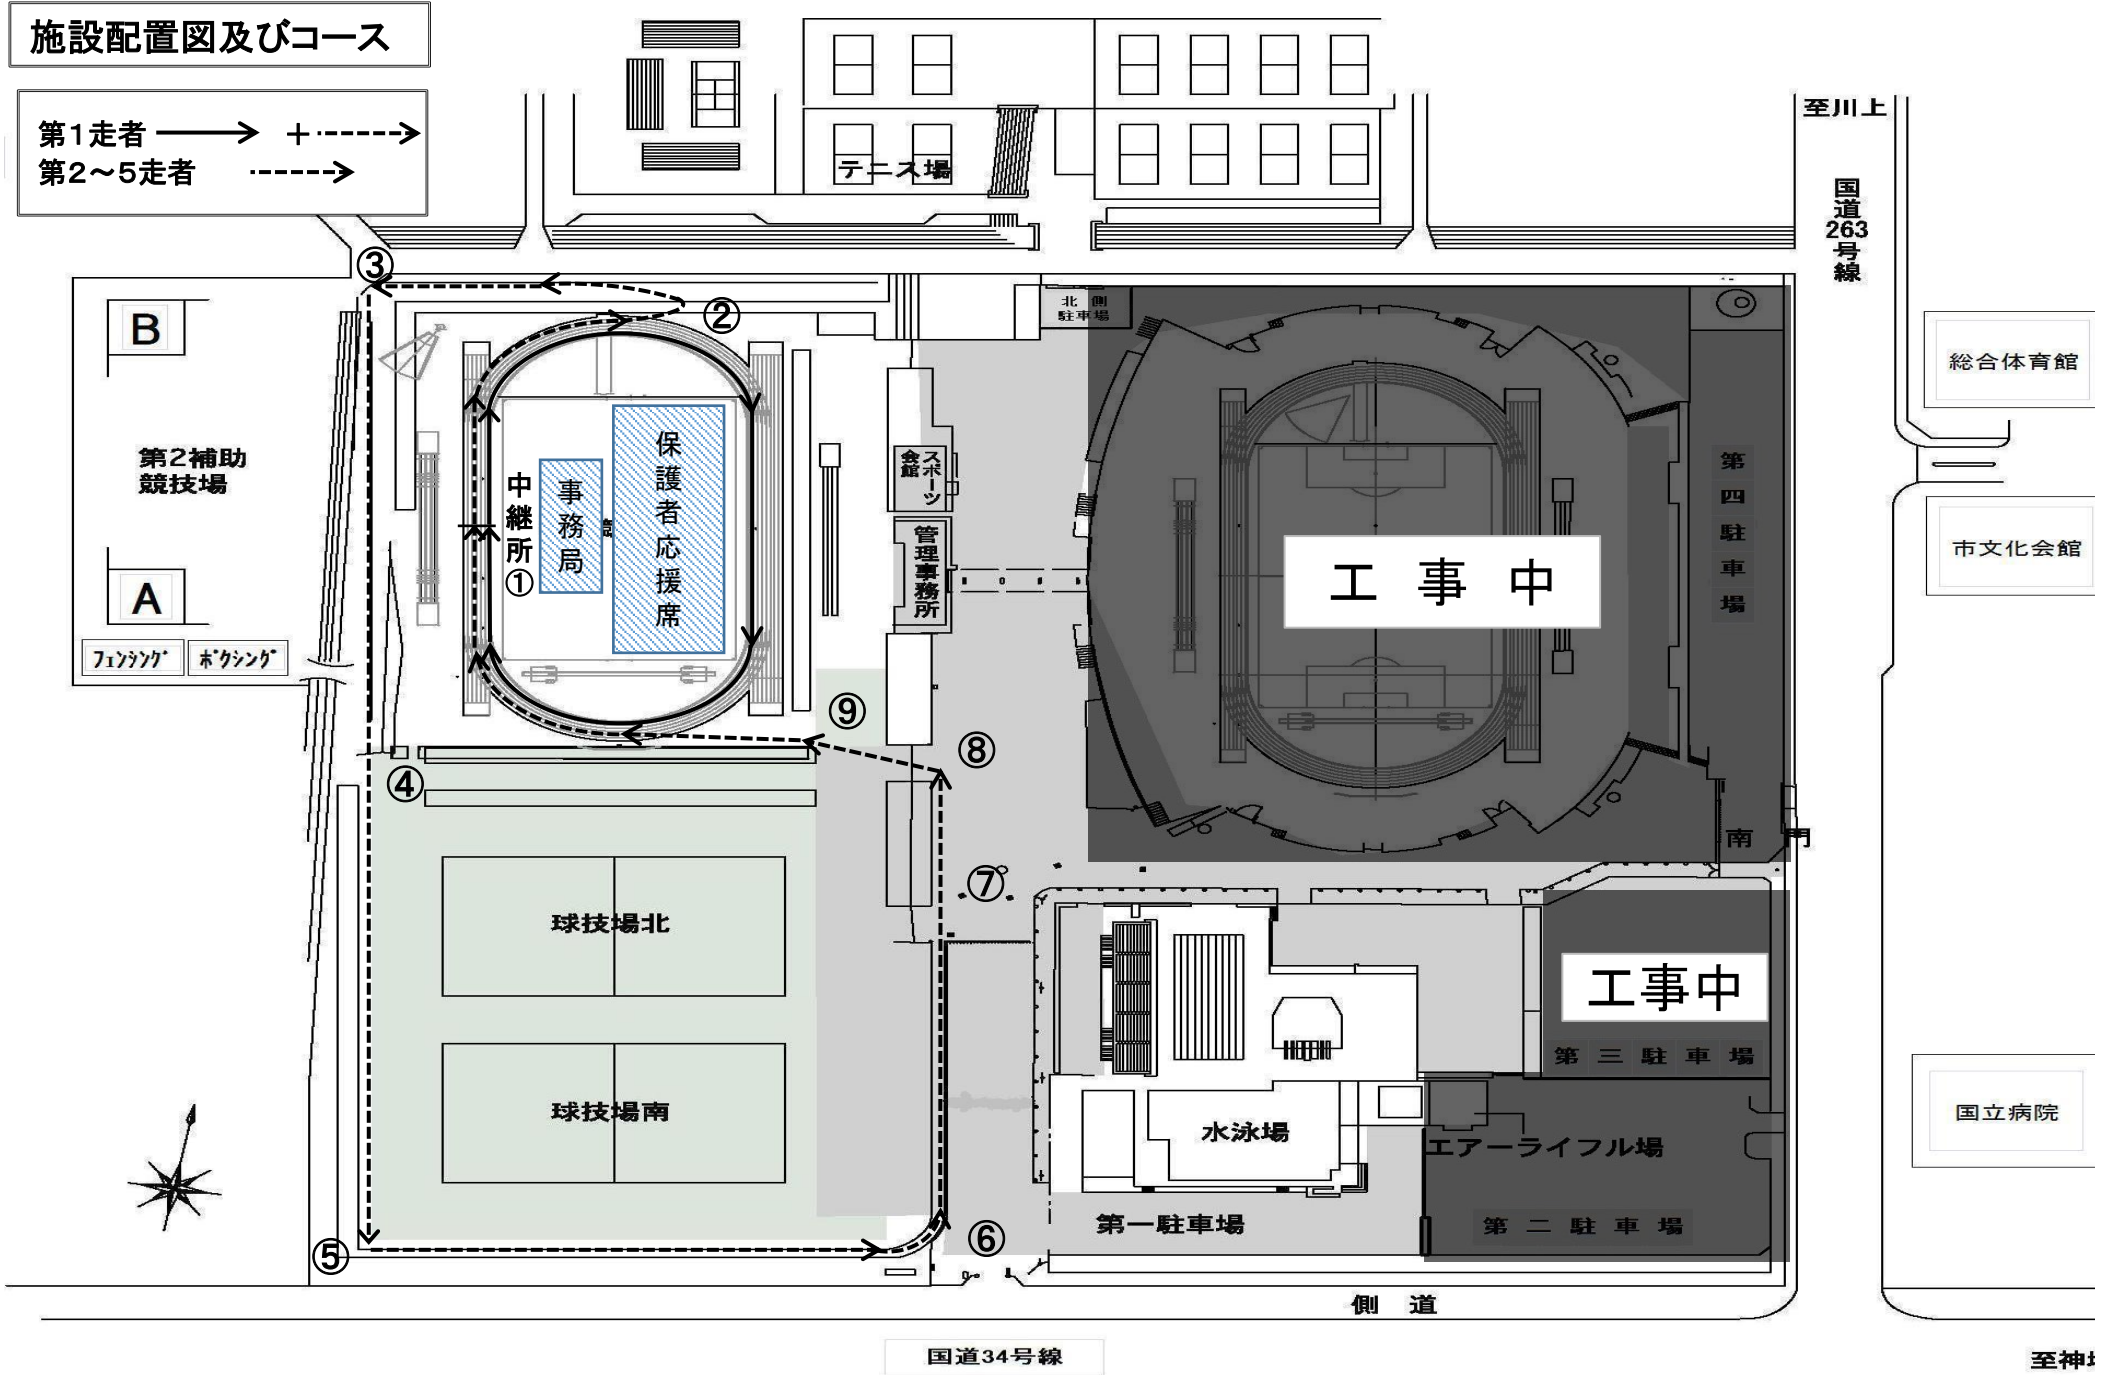 施設配置図及びコース
第1走者 +
第2～5走者
テニス場
至川上
国道263号線
③
②
北側
駐車場
B
総合体育館
第2補助
競技場
中継所①
事務局
保護者応援席
スポーツ
会館
管理事務所
工事中
第四駐車場
市文化会館
A
フェンシング
ボクシング
⑨
⑧
④
南門
⑦
球技場北
工事中
第三駐車場
球技場南
水泳場
エアーライフル場
国立病院
第一駐車場
第二駐車場
⑤
⑥
側道
国道34号線
至神